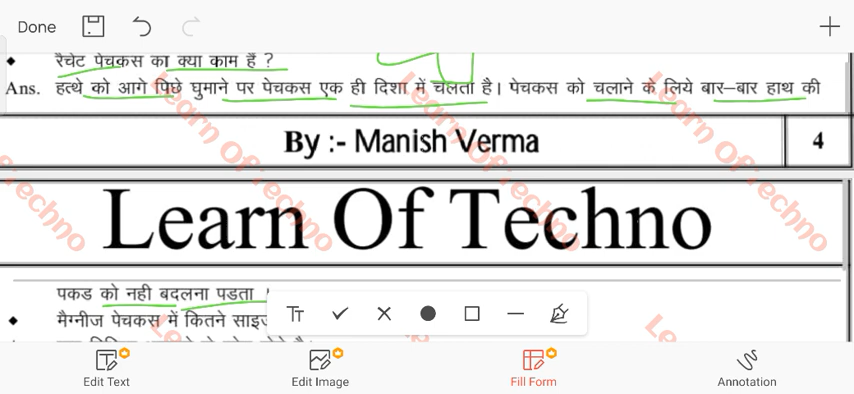 Done
◆ रैचेट पेचकस का क्या काम हैं ?
Ans. हत्थे को आगे पिछे घुमाने पर पेचकस एक ही दिशा में चलता है। पेचकस को चलाने के लिये बार–बार हाथ की
By :- Manish Verma 4
Learn Of Techno
पकड को नही बदलना पडता ।
◆ मैग्नीज पेचकस में कितने साइज
Edit Text
Edit Image
Fill Form
Annotation